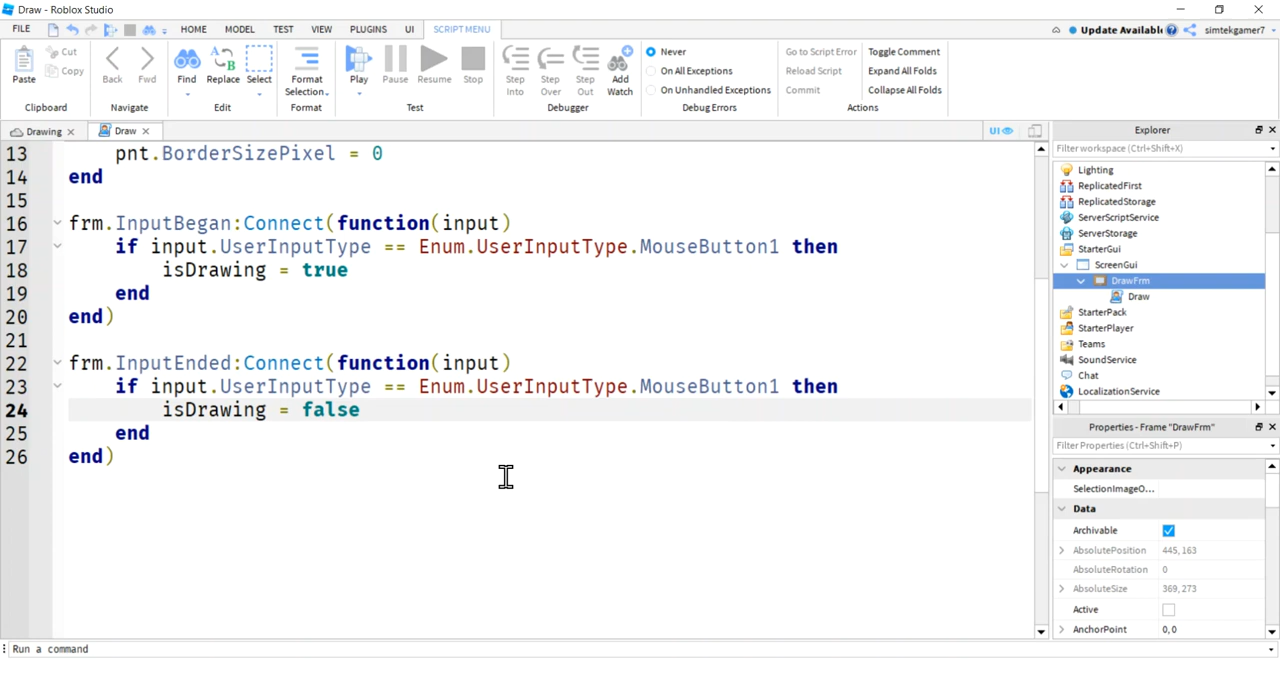 Draw - Roblox Studio
FILE HOME MODEL TEST VIEW PLUGINS UI SCRIPT MENU Update Availabl simtekgamer7
Paste Cut Copy Back Fwd Find Replace Select Format Selection Play Pause Resume Stop Step Into Step Over Step Out Add Watch
Never
On All Exceptions
On Unhandled Exceptions
Go to Script Error
Reload Script
Commit
Toggle Comment
Expand All Folds
Collapse All Folds
Clipboard Navigate Edit Format Test Debugger Debug Errors Actions
Drawing Draw UI
13 pnt.BorderSizePixel = 0
14 end
15
16 frm.InputBegan:Connect(function(input)
17 if input.UserInputType == Enum.UserInputType.MouseButton1 then
18 isDrawing = true
19 end
20 end)
21
22 frm.InputEnded:Connect(function(input)
23 if input.UserInputType == Enum.UserInputType.MouseButton1 then
24 isDrawing = false
25 end
26 end)
Explorer
Filter workspace (Ctrl+Shift+X)
Lighting
ReplicatedFirst
ReplicatedStorage
ServerScriptService
ServerStorage
StarterGui
ScreenGui
DrawFrm
Draw
StarterPack
StarterPlayer
Teams
SoundService
Chat
LocalizationService
Properties - Frame "DrawFrm"
Filter Properties (Ctrl+Shift+P)
Appearance
SelectionImageO...
Data
Archivable
AbsolutePosition 445, 163
AbsoluteRotation 0
AbsoluteSize 369, 273
Active
AnchorPoint 0, 0
Run a command